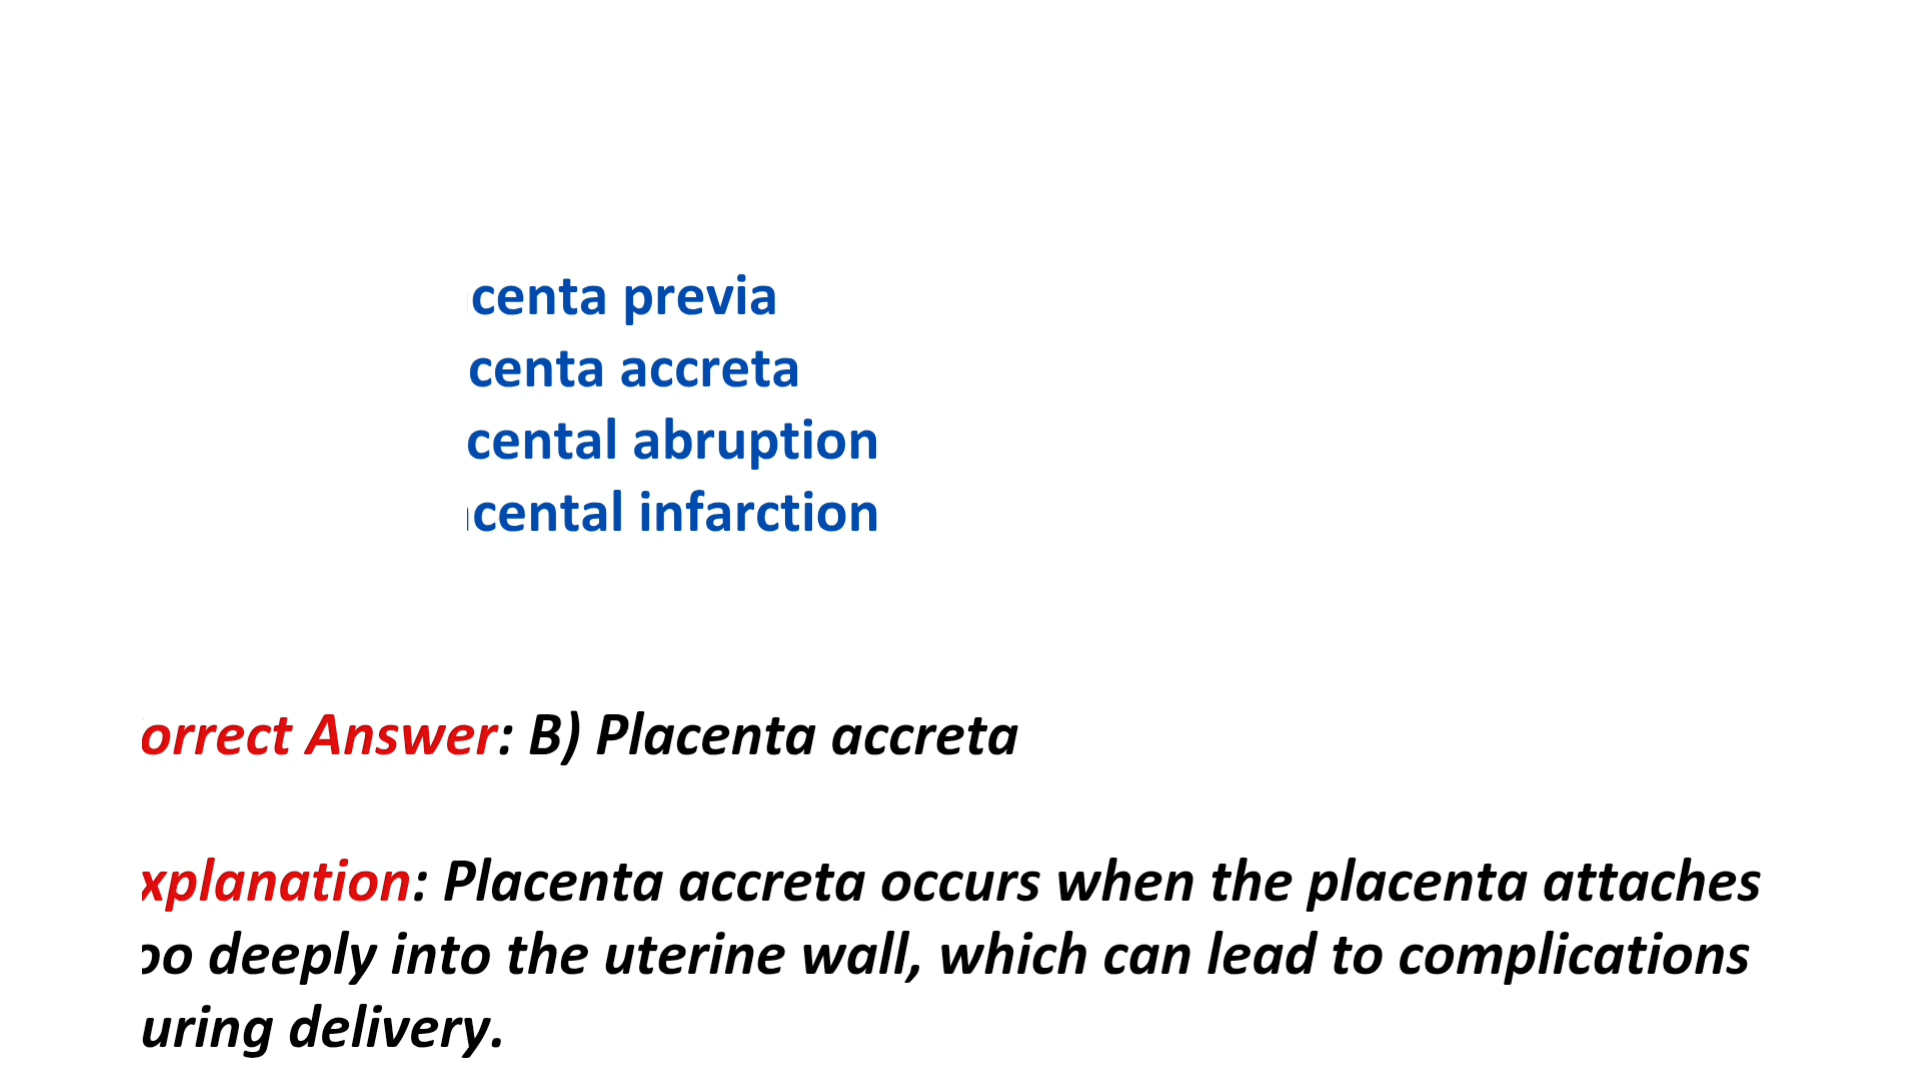 centa previa
centa accreta
cental abruption
cental infarction
orrect Answer: B) Placenta accreta
xplanation: Placenta accreta occurs when the placenta attaches
oo deeply into the uterine wall, which can lead to complications
uring delivery.